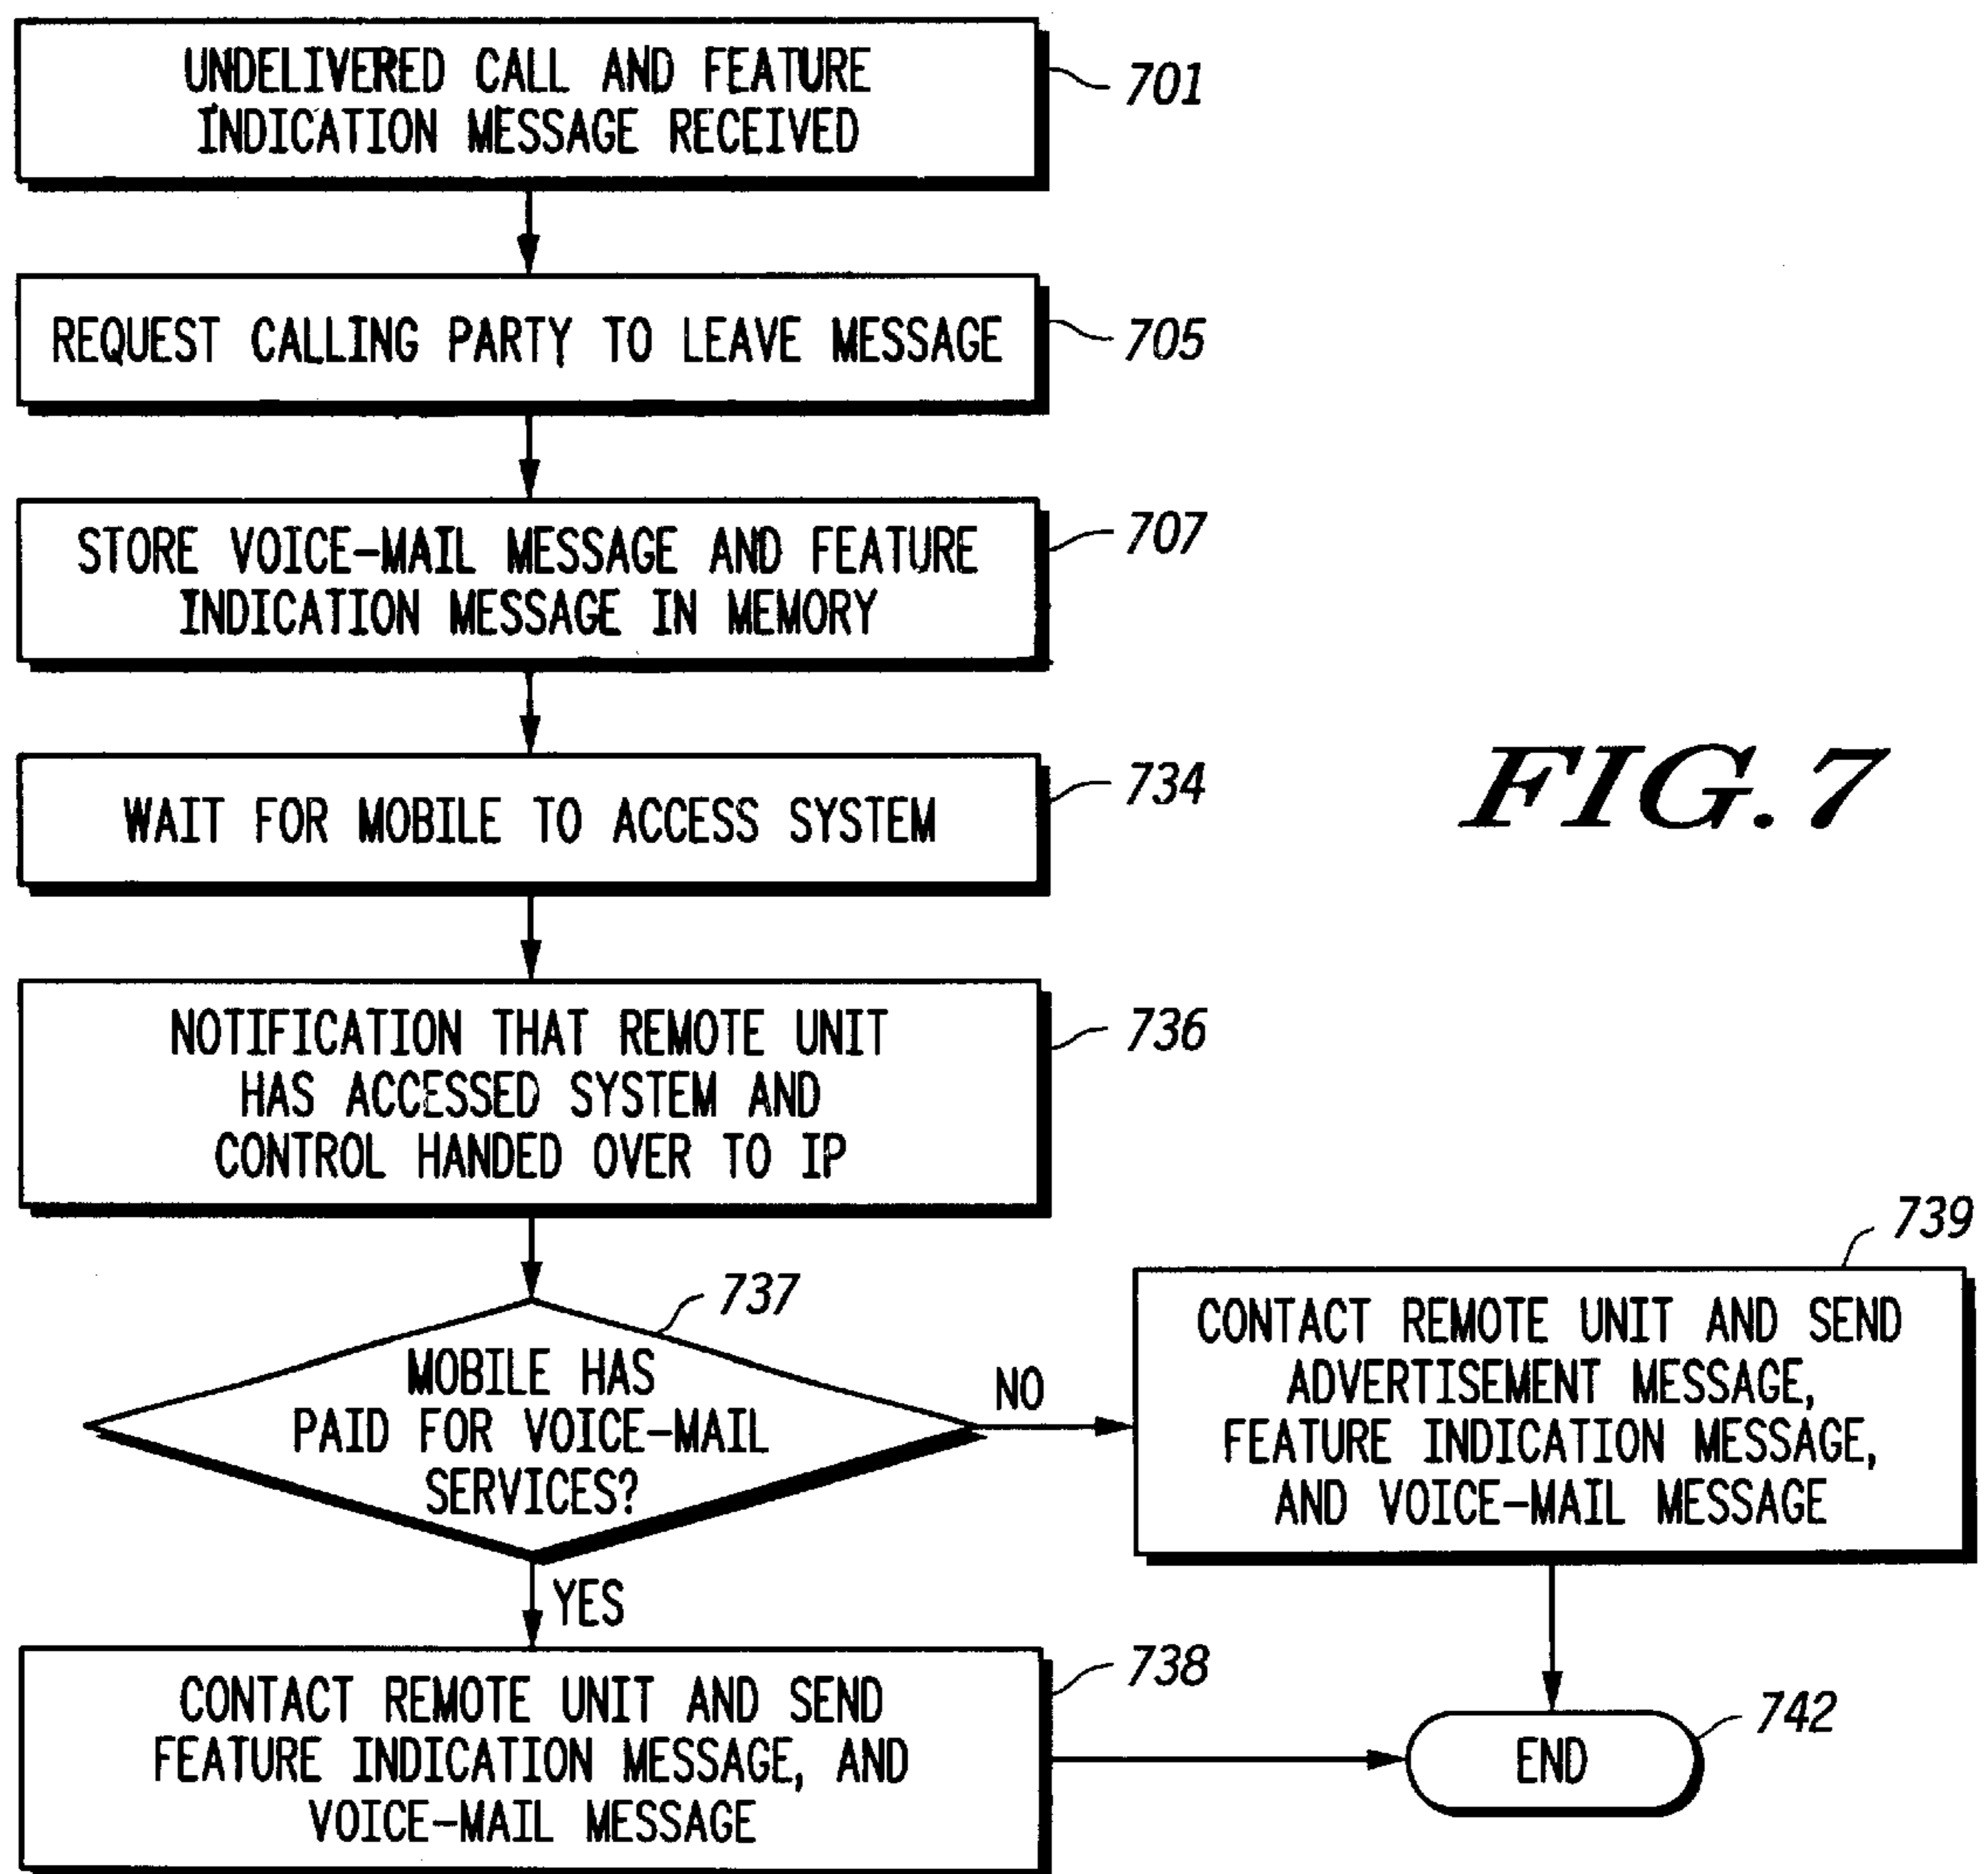 UNDELIVERED CALL AND FEATURE
INDICATION MESSAGE RECEIVED
701
REQUEST CALLING PARTY TO LEAVE MESSAGE
705
STORE VOICE-MAIL MESSAGE AND FEATURE
INDICATION MESSAGE IN MEMORY
707
WAIT FOR MOBILE TO ACCESS SYSTEM
734
FIG. 7
NOTIFICATION THAT REMOTE UNIT
HAS ACCESSED SYSTEM AND
CONTROL HANDED OVER TO IP
736
737
MOBILE HAS
PAID FOR VOICE-MAIL
SERVICES?
NO
739
CONTACT REMOTE UNIT AND SEND
ADVERTISEMENT MESSAGE,
FEATURE INDICATION MESSAGE,
AND VOICE-MAIL MESSAGE
YES
CONTACT REMOTE UNIT AND SEND
FEATURE INDICATION MESSAGE, AND
VOICE-MAIL MESSAGE
738
742
END